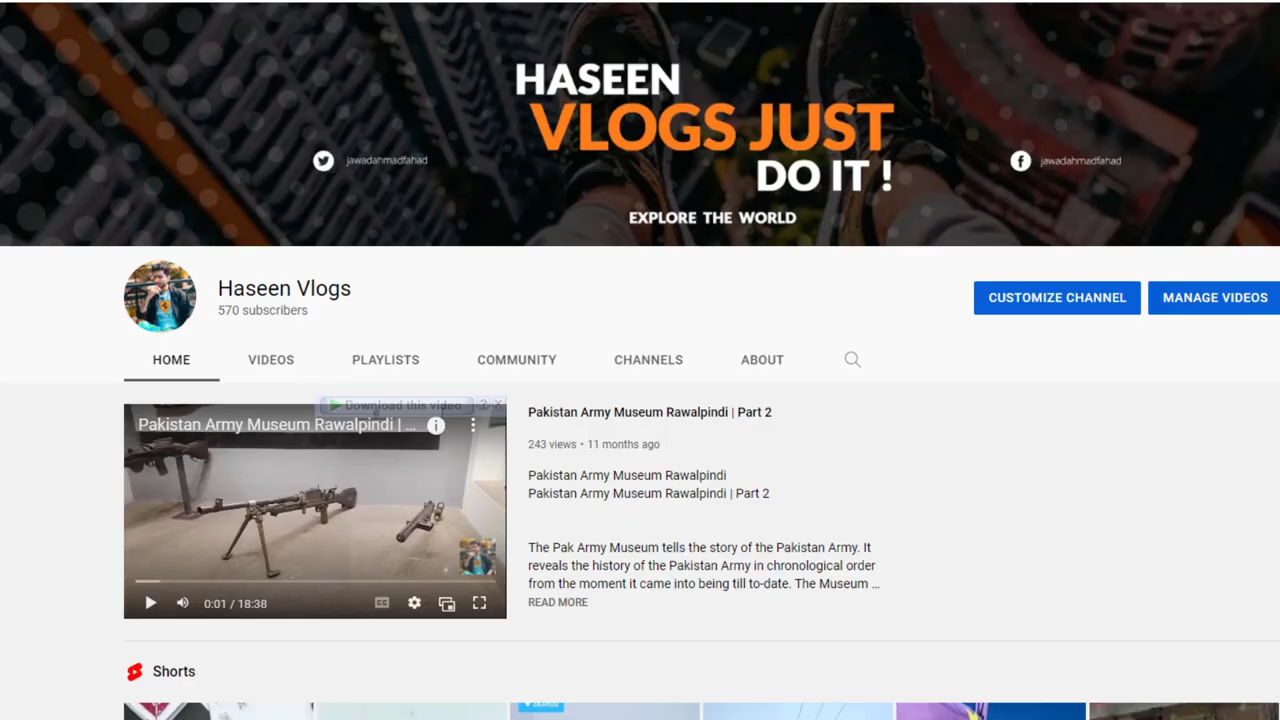 HASEEN
VLOGS JUST
DO IT !
jawadahmadfahad
jawadahmadfahad
EXPLORE THE WORLD
Haseen Vlogs
570 subscribers
CUSTOMIZE CHANNEL
MANAGE VIDEOS
HOME
VIDEOS
PLAYLISTS
COMMUNITY
CHANNELS
ABOUT
Download this video ? X
Pakistan Army Museum Rawalpindi | ...
0:01 / 18:38
Pakistan Army Museum Rawalpindi | Part 2
243 views • 11 months ago
Pakistan Army Museum Rawalpindi
Pakistan Army Museum Rawalpindi | Part 2
The Pak Army Museum tells the story of the Pakistan Army. It
reveals the history of the Pakistan Army in chronological order
from the moment it came into being till to-date. The Museum ...
READ MORE
Shorts